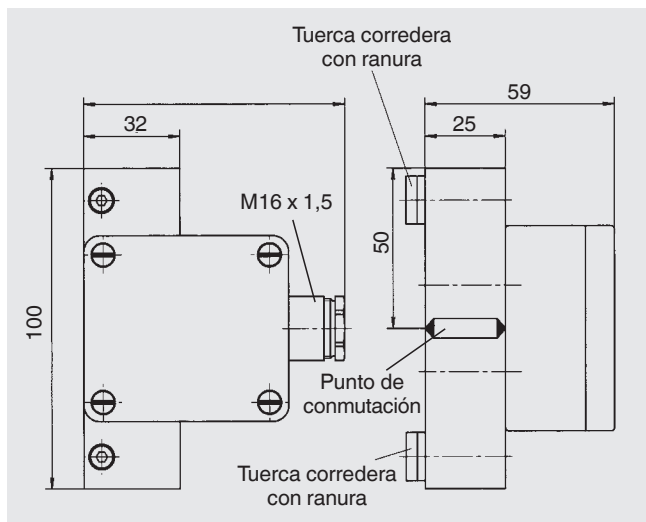 Tuerca corredera
con ranura
59
32
25
M16 x 1,5
50
100
Punto de
conmutación
Tuerca corredera
con ranura